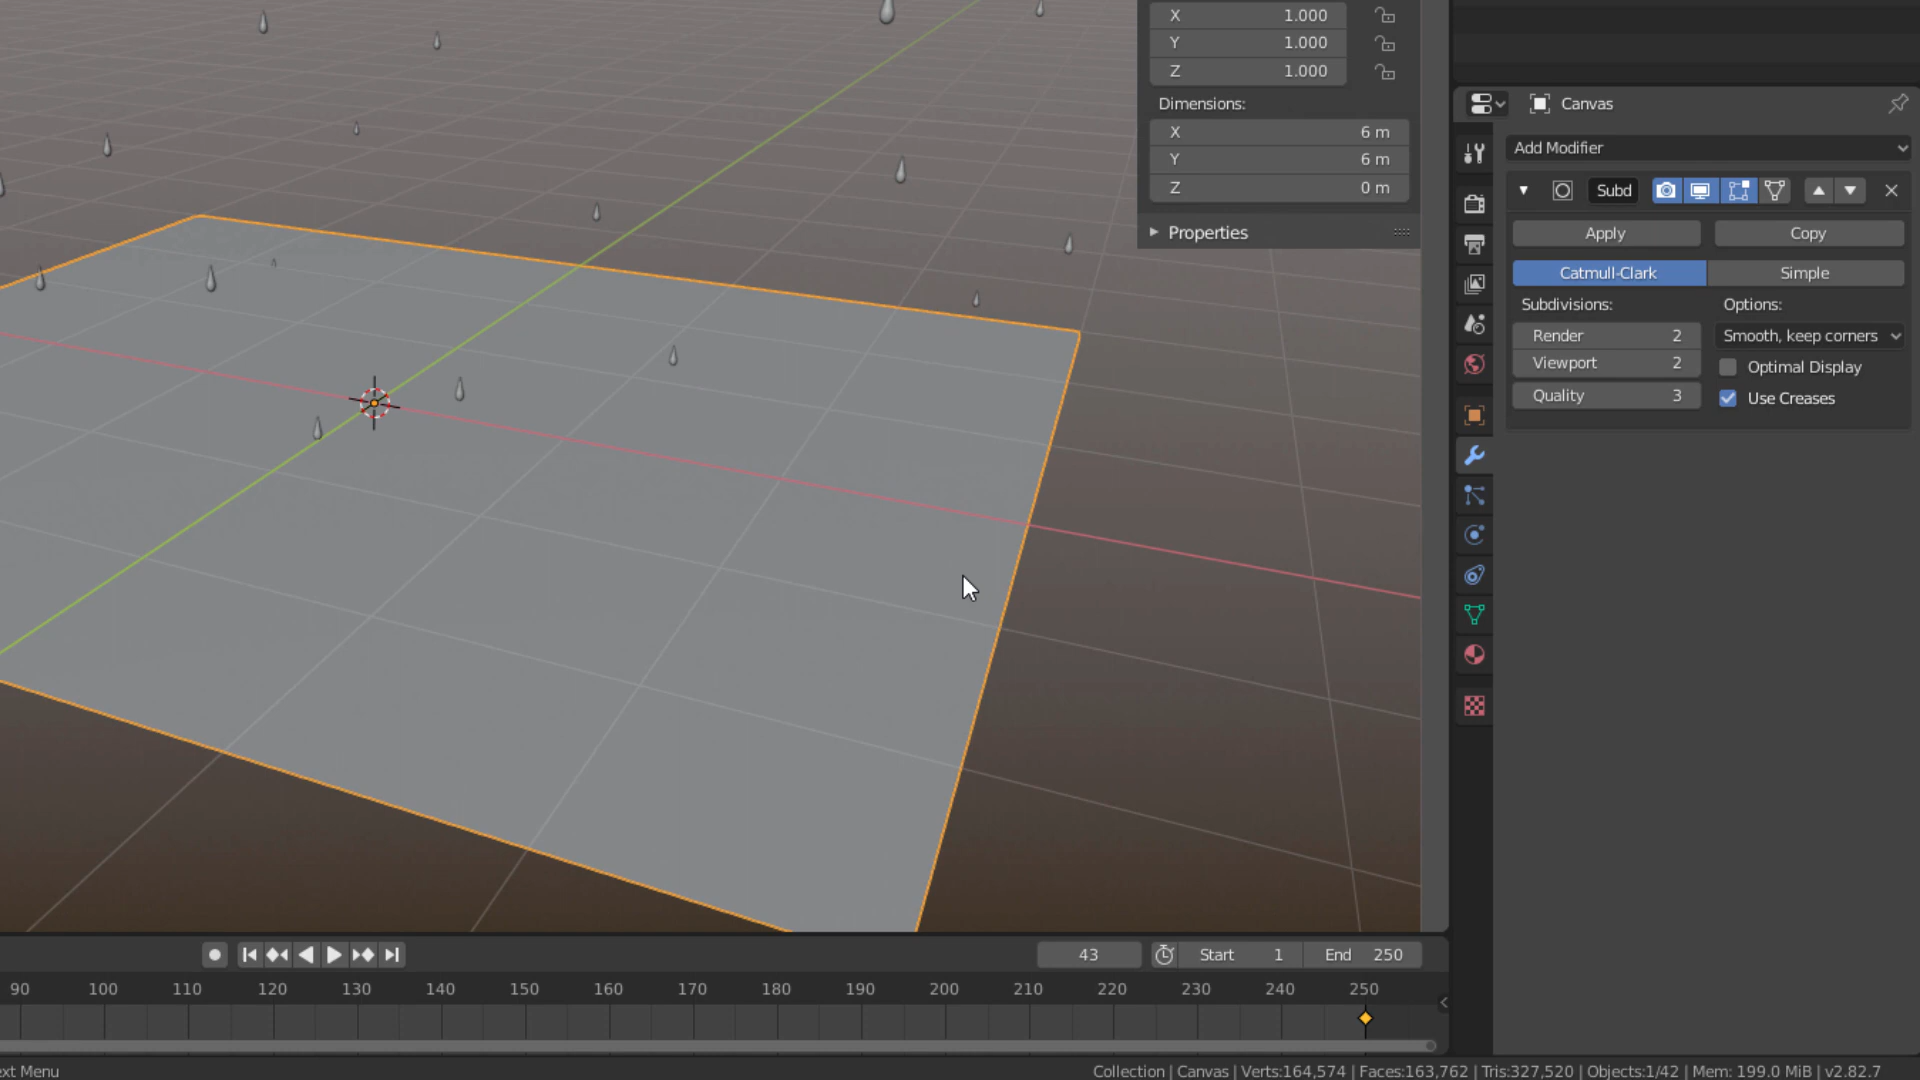 X 1.000
Y 1.000
Z 1.000
Dimensions:
X 6 m
Y 6 m
Z 0 m
Properties
Canvas
Add Modifier
Subd
Apply Copy
Catmull-Clark Simple
Subdivisions: Options:
Render 2 Smooth, keep corners
Viewport 2 Optimal Display
Quality 3 Use Creases
43 Start 1 End 250
90 100 110 120 130 140 150 160 170 180 190 200 210 220 230 240 250
ext Menu
Collection | Canvas | Verts:164,574 | Faces:163,762 | Tris:327,520 | Objects:1/42 | Mem: 199.0 MiB | v2.82.7